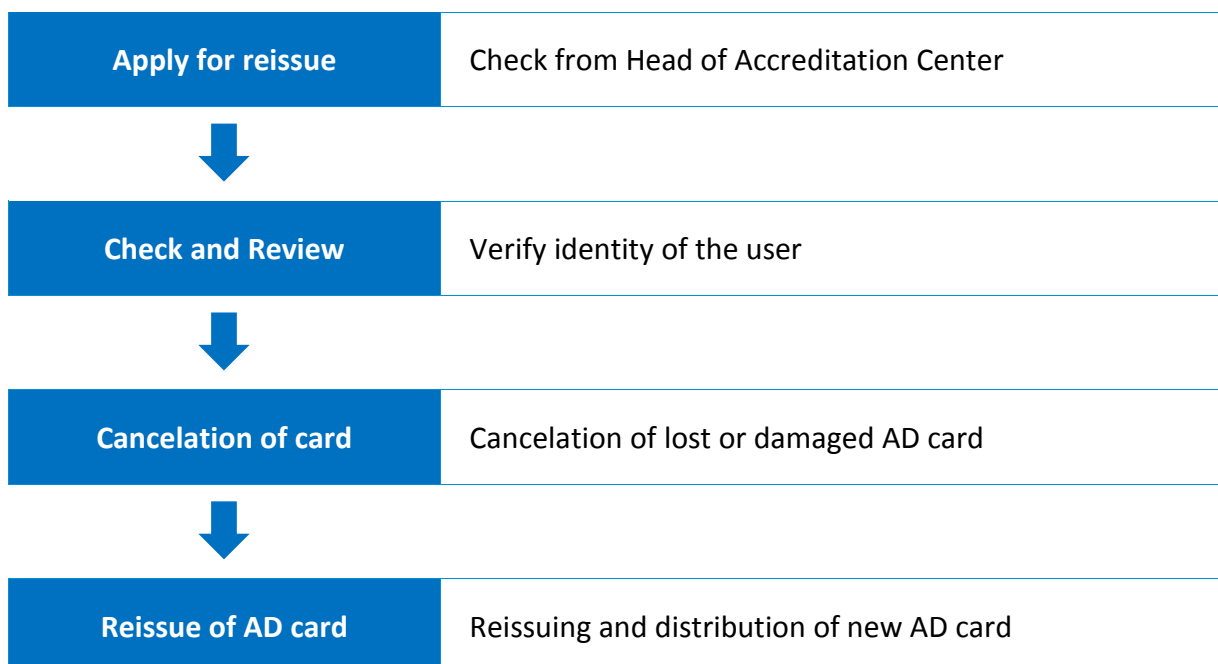 Apply for reissue
Check from Head of Accreditation Center
Check and Review
Verify identity of the user
Cancelation of card
Cancelation of lost or damaged AD card
Reissue of AD card
Reissuing and distribution of new AD card